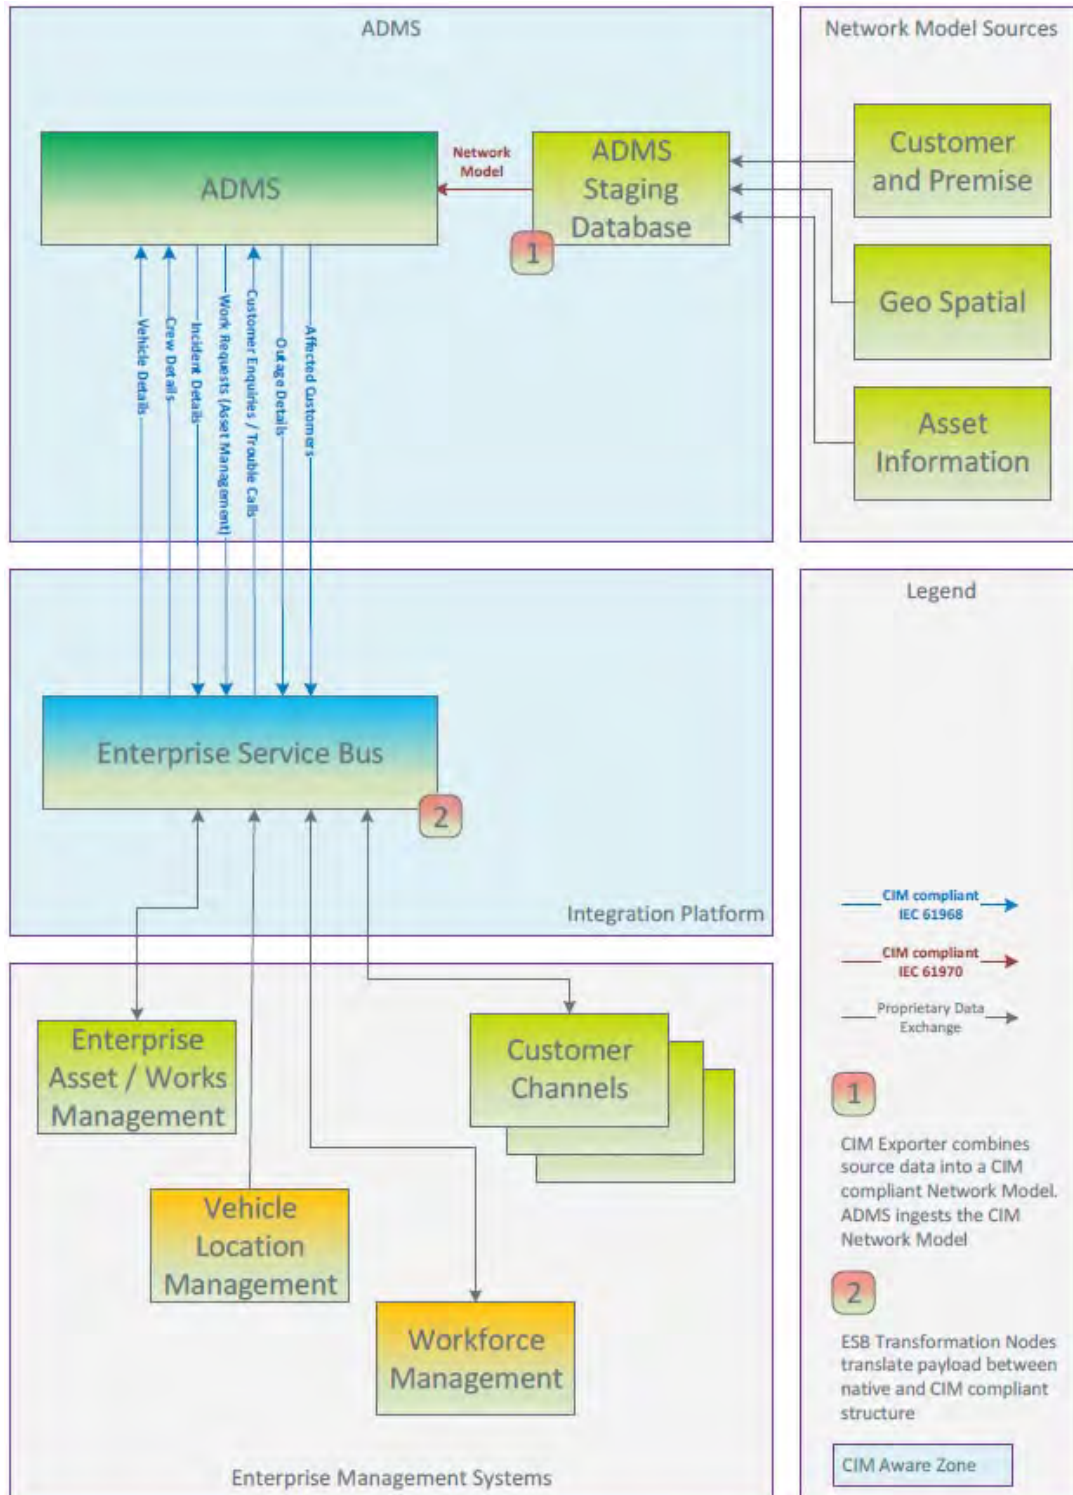 ADMS
Network Model Sources
ADMS
Network
Model
ADMS
Staging
Database
1
Customer
and Premise
Geo Spatial
Asset
Information
Vehicle Details
Crew Details
Incident Details
Work Requests (Asset Management)
Customer Enquiries / Trouble Calls
Outage Details
Affected Customers
Enterprise Service Bus
2
Integration Platform
Enterprise
Asset / Works
Management
Customer
Channels
Vehicle
Location
Management
Workforce
Management
Enterprise Management Systems
Legend
CIM compliant
IEC 61968
CIM compliant
IEC 61970
Proprietary Data
Exchange
1
CIM Exporter combines
source data into a CIM
compliant Network Model.
ADMS ingests the CIM
Network Model
2
ESB Transformation Nodes
translate payload between
native and CIM compliant
structure
CIM Aware Zone